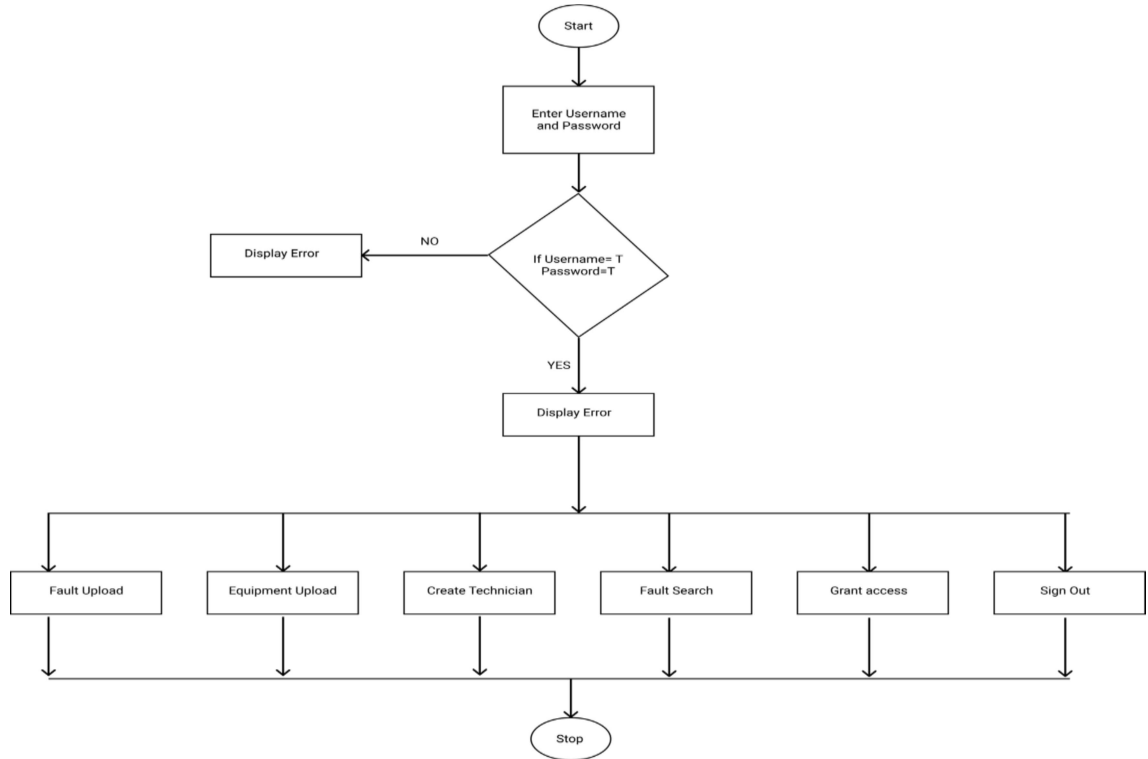 Start
Enter Username
and Password
If Username= T
Password=T
NO
Display Error
YES
Display Error
Fault Upload
Equipment Upload
Create Technician
Fault Search
Grant access
Sign Out
Stop